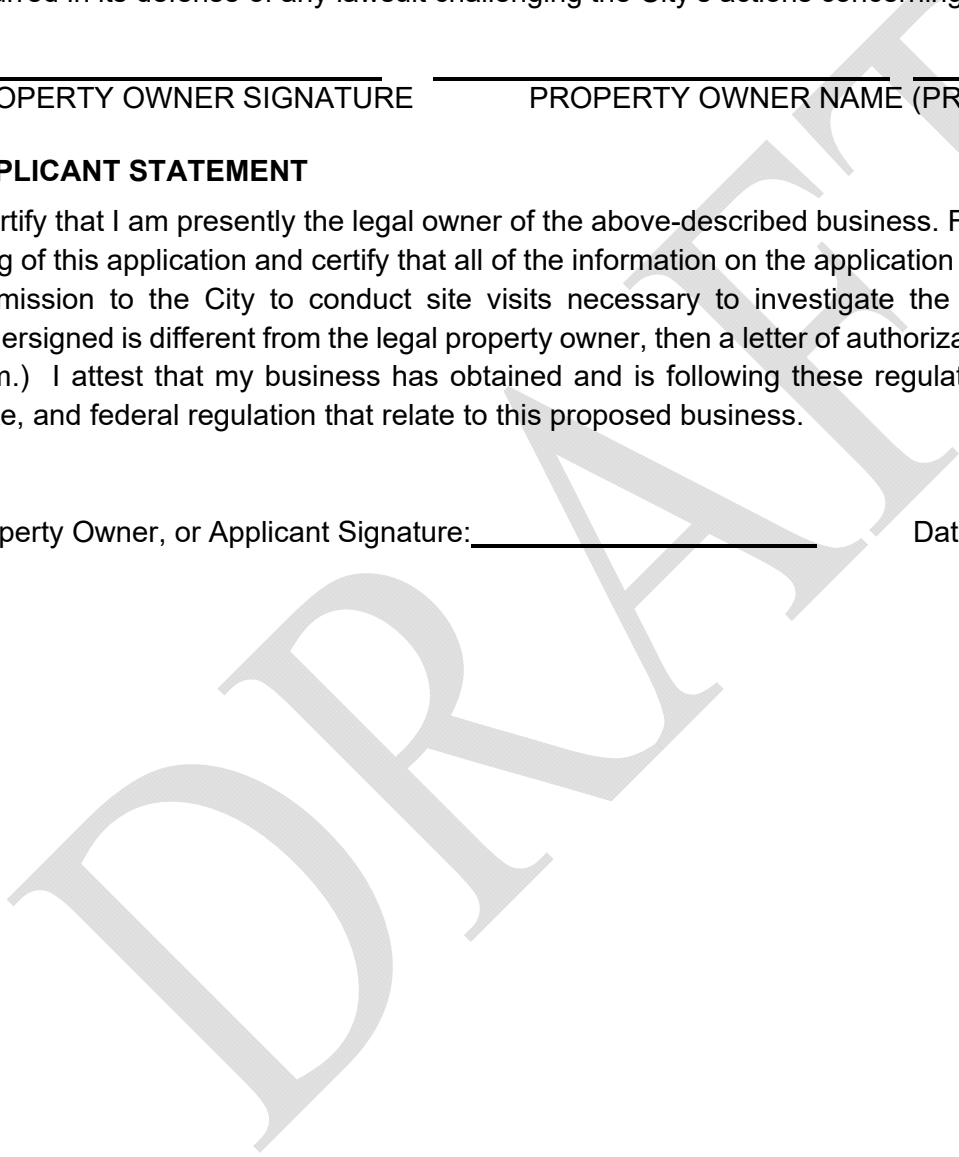 in its defense of any lawsuit challenging the City's actions concerning
OPERTY OWNER SIGNATURE PROPERTY OWNER NAME (PR
PLICANT STATEMENT
rtify that I am presently the legal owner of the above-described business. F
g of this application and certify that all of the information on the application
mission to the City to conduct site visits necessary to investigate the
ersigned is different from the legal property owner, then a letter of authoriza
m.) I attest that my business has obtained and is following these regulat
e, and federal regulation that relate to this proposed business.
perty Owner, or Applicant Signature: Dat
DRAFT